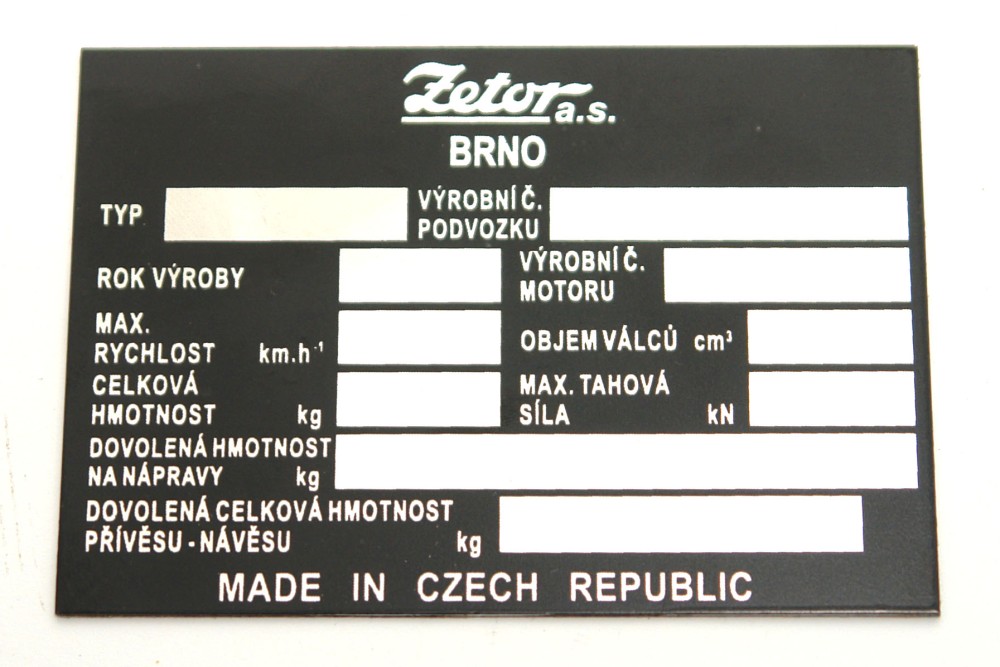 Zetor a.s.
BRNO
TYP
VÝROBNÍ Č.
PODVOZKU
ROK VÝROBY
VÝROBNÍ Č.
MOTORU
MAX.
RYCHLOST km.h⁻¹
OBJEM VÁLCŮ cm³
CELKOVÁ
HMOTNOST kg
MAX. TAHOVÁ
SÍLA kN
DOVOLENÁ HMOTNOST
NA NÁPRAVY kg
DOVOLENÁ CELKOVÁ HMOTNOST
PŘÍVĚSU - NÁVĚSU kg
MADE IN CZECH REPUBLIC